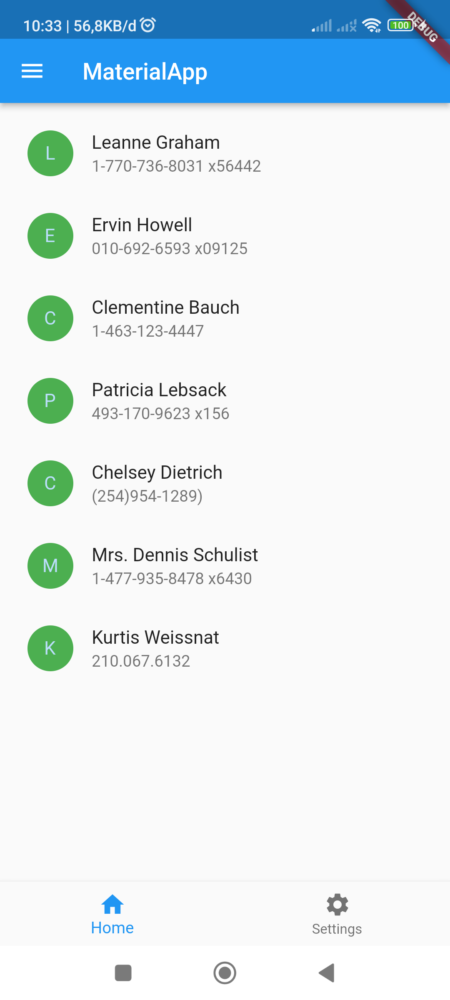 10:33 | 56,8KB/d
100
DEBUG
MaterialApp
L
Leanne Graham
1-770-736-8031 x56442
E
Ervin Howell
010-692-6593 x09125
C
Clementine Bauch
1-463-123-4447
P
Patricia Lebsack
493-170-9623 x156
C
Chelsey Dietrich
(254)954-1289)
M
Mrs. Dennis Schulist
1-477-935-8478 x6430
K
Kurtis Weissnat
210.067.6132
Home
Settings